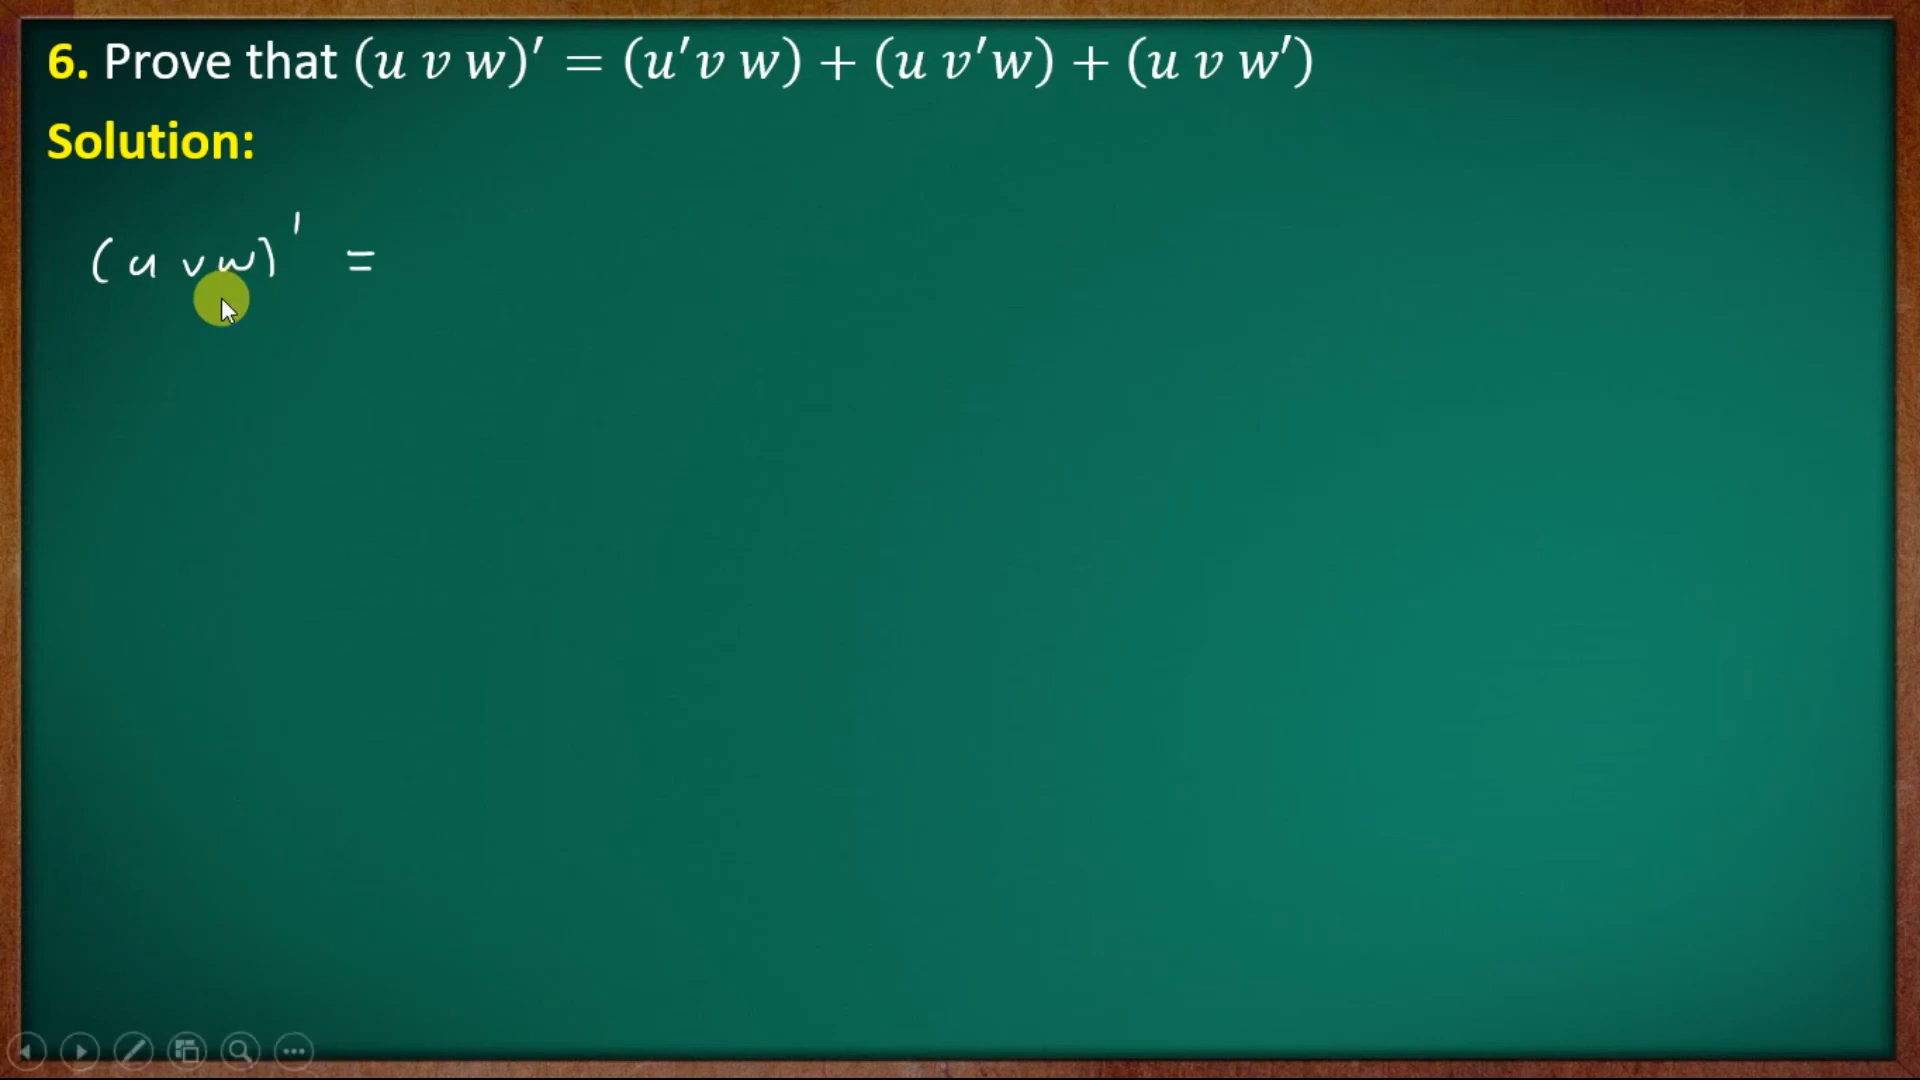 6. Prove that (u v w)′ = (u′v w) + (u v′w) + (u v w′)
Solution:
(u vw)' =